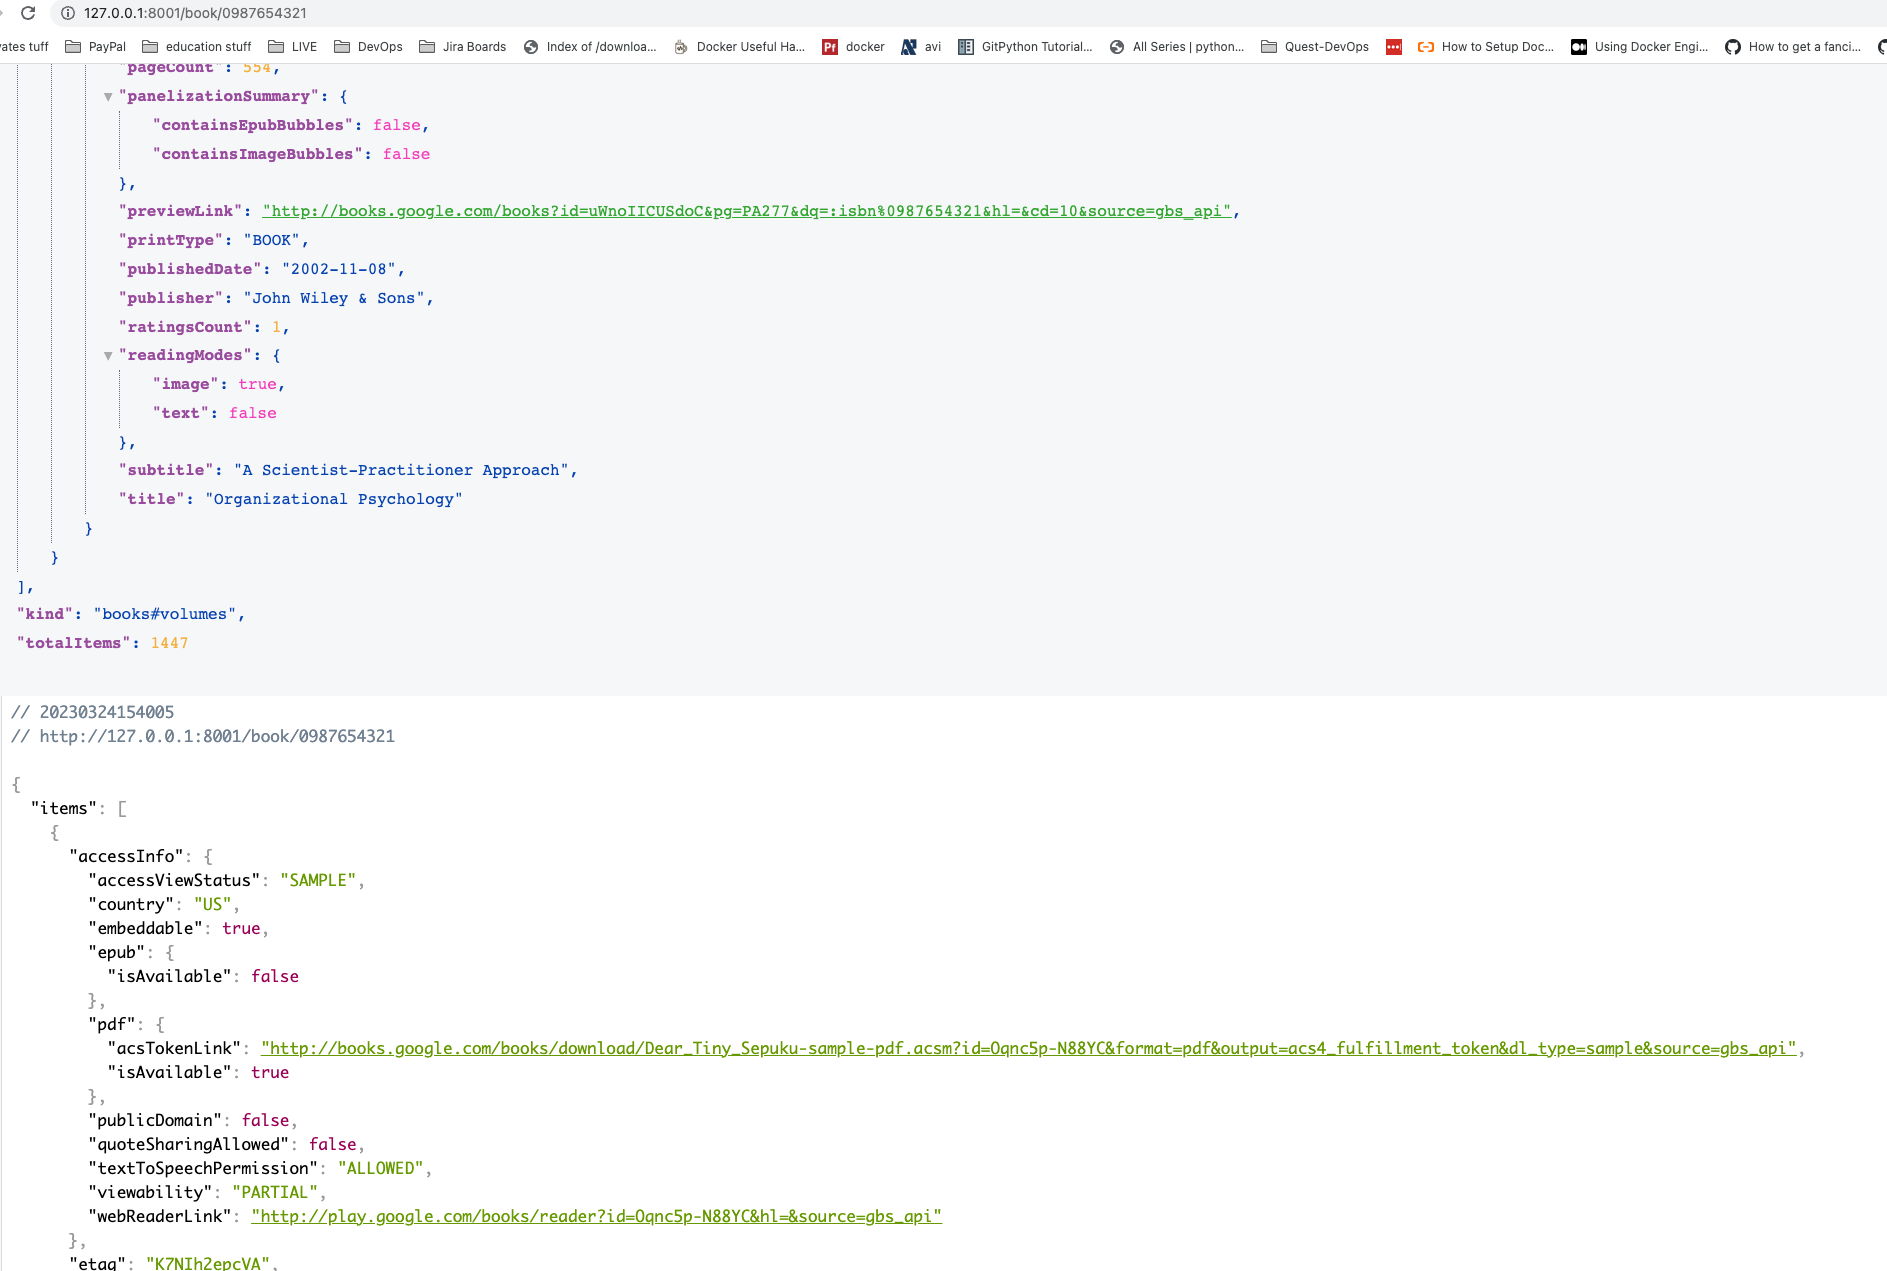 127.0.0.1:8001/book/0987654321
vates tuff PayPal education stuff LIVE DevOps Jira Boards Index of /downloa... Docker Useful Ha... Pf docker avi GitPython Tutorial... All Series | python... Quest-DevOps How to Setup Doc... Using Docker Engi... How to get a fanci...
"pageCount": 554,
"panelizationSummary": {
"containsEpubBubbles": false,
"containsImageBubbles": false
},
"previewLink": "http://books.google.com/books?id=uWnoIICUSdoC&pg=PA277&dq=:isbn%0987654321&hl=&cd=10&source=gbs_api",
"printType": "BOOK",
"publishedDate": "2002-11-08",
"publisher": "John Wiley & Sons",
"ratingsCount": 1,
"readingModes": {
"image": true,
"text": false
},
"subtitle": "A Scientist-Practitioner Approach",
"title": "Organizational Psychology"
}
}
],
"kind": "books#volumes",
"totalItems": 1447
// 20230324154005
// http://127.0.0.1:8001/book/0987654321
{
"items": [
{
"accessInfo": {
"accessViewStatus": "SAMPLE",
"country": "US",
"embeddable": true,
"epub": {
"isAvailable": false
},
"pdf": {
"acsTokenLink": "http://books.google.com/books/download/Dear_Tiny_Sepuku-sample-pdf.acsm?id=Oqnc5p-N88YC&format=pdf&output=acs4_fulfillment_token&dl_type=sample&source=gbs_api",
"isAvailable": true
},
"publicDomain": false,
"quoteSharingAllowed": false,
"textToSpeechPermission": "ALLOWED",
"viewability": "PARTIAL",
"webReaderLink": "http://play.google.com/books/reader?id=Oqnc5p-N88YC&hl=&source=gbs_api"
},
"etag": "K7NIh2epcVA",